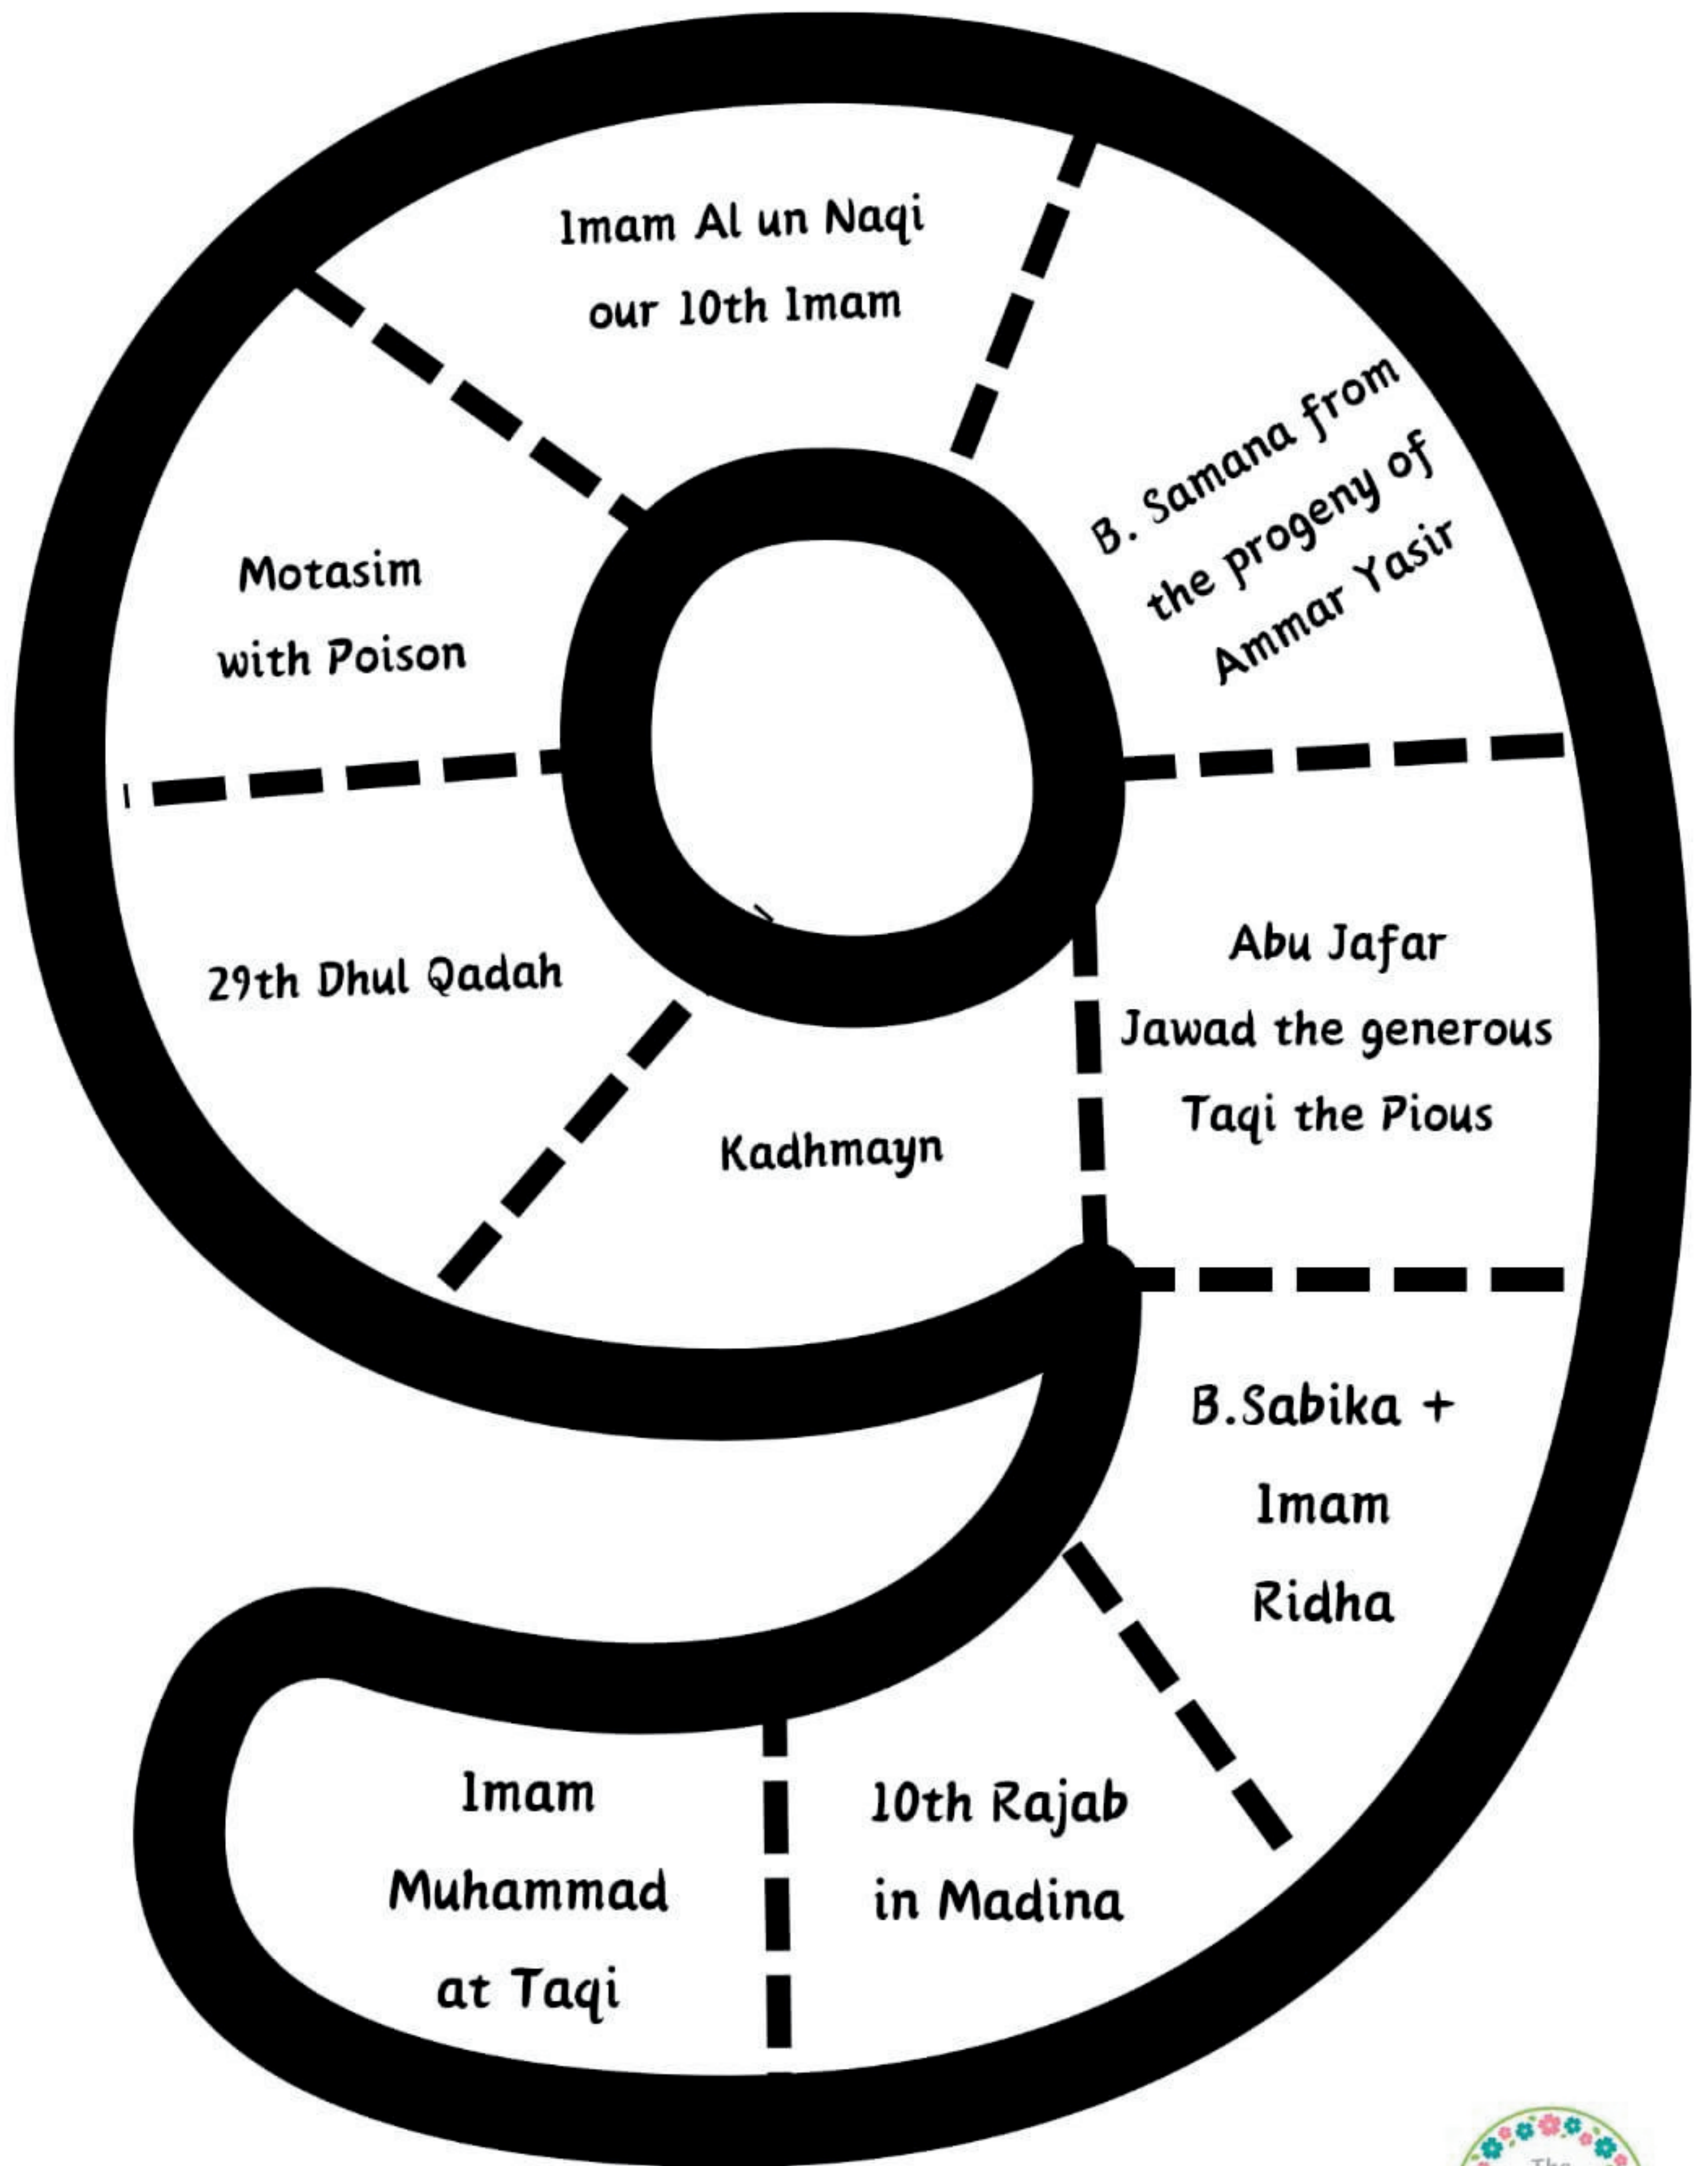 Imam Al un Naqi
our 10th Imam
B. Samana from
the progeny of
Ammar Yasir
Motasim
with Poison
Abu Jafar
Jawad the generous
Taqi the Pious
29th Dhul Qadah
Kadhmayn
B.Sabika +
Imam
Ridha
Imam
Muhammad
at Taqi
10th Rajab
in Madina
The